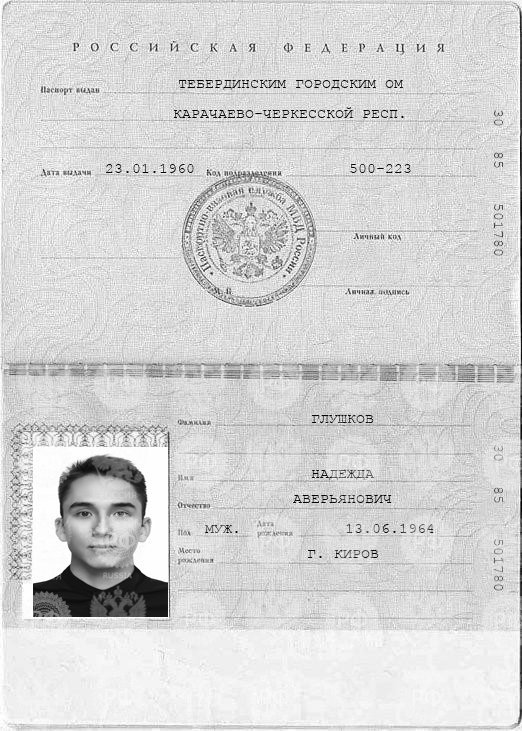 РОССИЙСКАЯ ФЕДЕРАЦИЯ
Паспорт выдан ТЕБЕРДИНСКИМ ГОРОДСКИМ ОМ
КАРАЧАЕВО-ЧЕРКЕССКОЙ РЕСП.
Дата выдачи 23.01.1960 Код подразделения 500-223
Паспортно-визовая служба МВД России
Личный код
М. П. Личная подпись
30 85 501780
Фамилия ГЛУШКОВ
Имя НАДЕЖДА
Отчество АВЕРЬЯНОВИЧ
Пол МУЖ. Дата рождения 13.06.1964
Место рождения Г. КИРОВ
30 85 501780